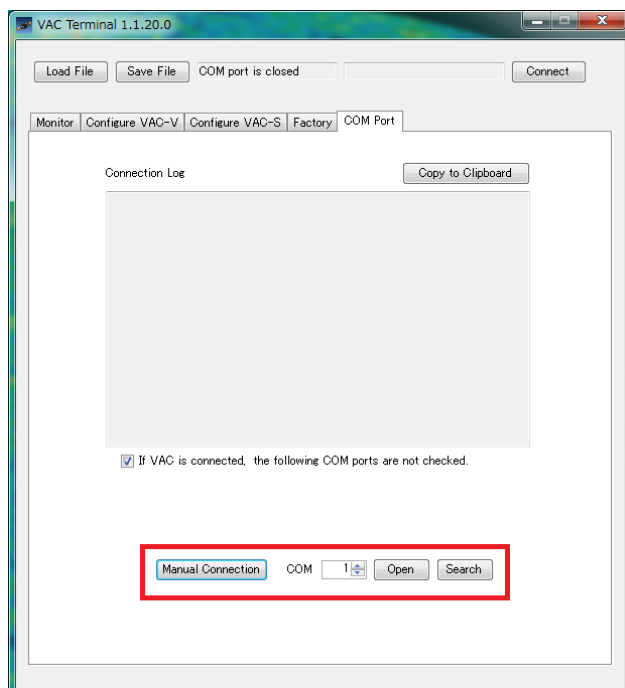 VAC Terminal 1.1.20.0
Load File Save File COM port is closed Connect
Monitor Configure VAC-V Configure VAC-S Factory COM Port
Connection Log Copy to Clipboard
If VAC is connected, the following COM ports are not checked.
Manual Connection COM 1 Open Search